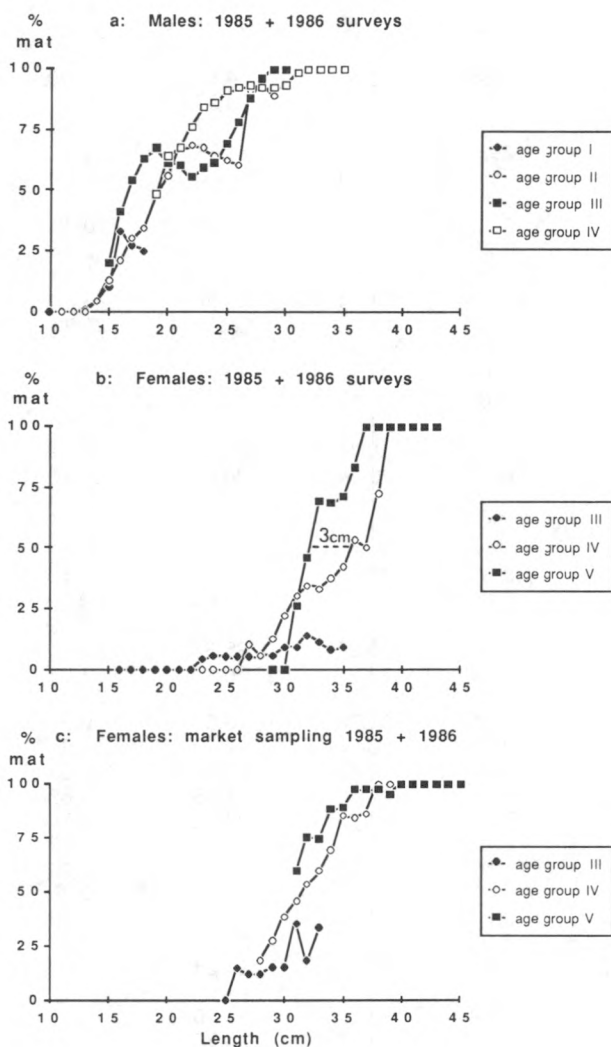 %
mat
a: Males: 1985 + 1986 surveys
100
75
50
25
0
10 15 20 25 30 35 40 45
age group I
age group II
age group III
age group IV
%
mat
b: Females: 1985 + 1986 surveys
100
75
50
25
0
3cm
10 15 20 25 30 35 40 45
age group III
age group IV
age group V
%
mat
c: Females: market sampling 1985 + 1986
100
75
50
25
0
10 15 20 25 30 35 40 45
Length (cm)
age group III
age group IV
age group V